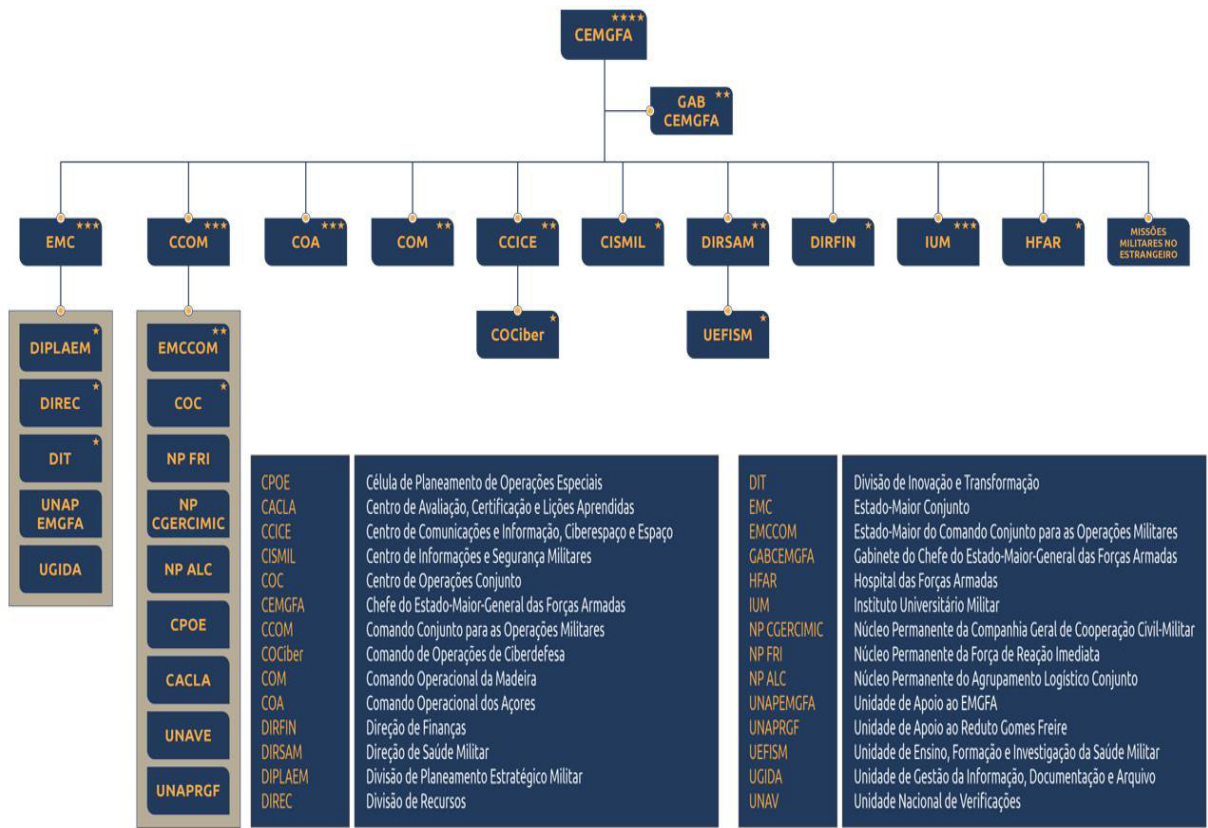 CEMGFA
GAB
CEMGFA
EMC
CCOM
COA
COM
CCICE
CISMIL
DIRSAM
DIRFIN
IUM
HFAR
MISSÕES
MILITARES NO
ESTRANGEIRO
COCiber
UEFISM
DIPLAEM
DIREC
DIT
UNAP
EMGFA
UGIDA
EMCCOM
COC
NP FRI
NP
CGERCIMIC
NP ALC
CPOE
CACLA
UNAVE
UNAPRGF
CPOE Célula de Planeamento de Operações Especiais
CACLA Centro de Avaliação, Certificação e Lições Aprendidas
CCICE Centro de Comunicações e Informação, Ciberespaço e Espaço
CISMIL Centro de Informações e Segurança Militares
COC Centro de Operações Conjunto
CEMGFA Chefe do Estado-Maior-General das Forças Armadas
CCOM Comando Conjunto para as Operações Militares
COCiber Comando de Operações de Ciberdefesa
COM Comando Operacional da Madeira
COA Comando Operacional dos Açores
DIRFIN Direção de Finanças
DIRSAM Direção de Saúde Militar
DIPLAEM Divisão de Planeamento Estratégico Militar
DIREC Divisão de Recursos
DIT Divisão de Inovação e Transformação
EMC Estado-Maior Conjunto
EMCCOM Estado-Maior do Comando Conjunto para as Operações Militares
GABCEMGFA Gabinete do Chefe do Estado-Maior-General das Forças Armadas
HFAR Hospital das Forças Armadas
IUM Instituto Universitário Militar
NP CGERCIMIC Núcleo Permanente da Companhia Geral de Cooperação Civil-Militar
NP FRI Núcleo Permanente da Força de Reação Imediata
NP ALC Núcleo Permanente do Agrupamento Logístico Conjunto
UNAPEMGFA Unidade de Apoio ao EMGFA
UNAPRGF Unidade de Apoio ao Reduto Gomes Freire
UEFISM Unidade de Ensino, Formação e Investigação da Saúde Militar
UGIDA Unidade de Gestão da Informação, Documentação e Arquivo
UNAV Unidade Nacional de Verificações